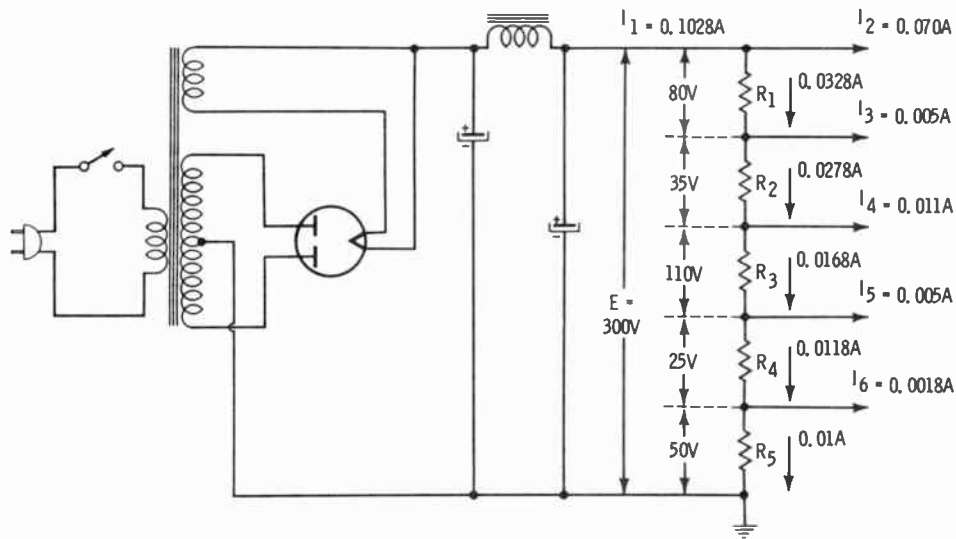 I1 = 0.1028A
I2 = 0.070A
80V
R1
0.0328A
I3 = 0.005A
35V
R2
0.0278A
I4 = 0.011A
110V
R3
0.0168A
I5 = 0.005A
E =
300V
25V
R4
0.0118A
I6 = 0.0018A
50V
R5
0.01A
+
-
+
-